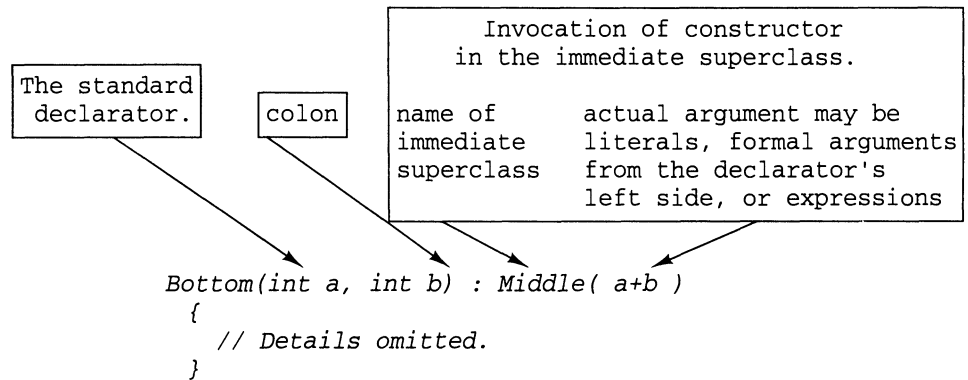 Invocation of constructor
in the immediate superclass.
The standard
declarator.
colon
name of
immediate
superclass
actual argument may be
literals, formal arguments
from the declarator's
left side, or expressions
Bottom(int a, int b) : Middle( a+b )
{
// Details omitted.
}